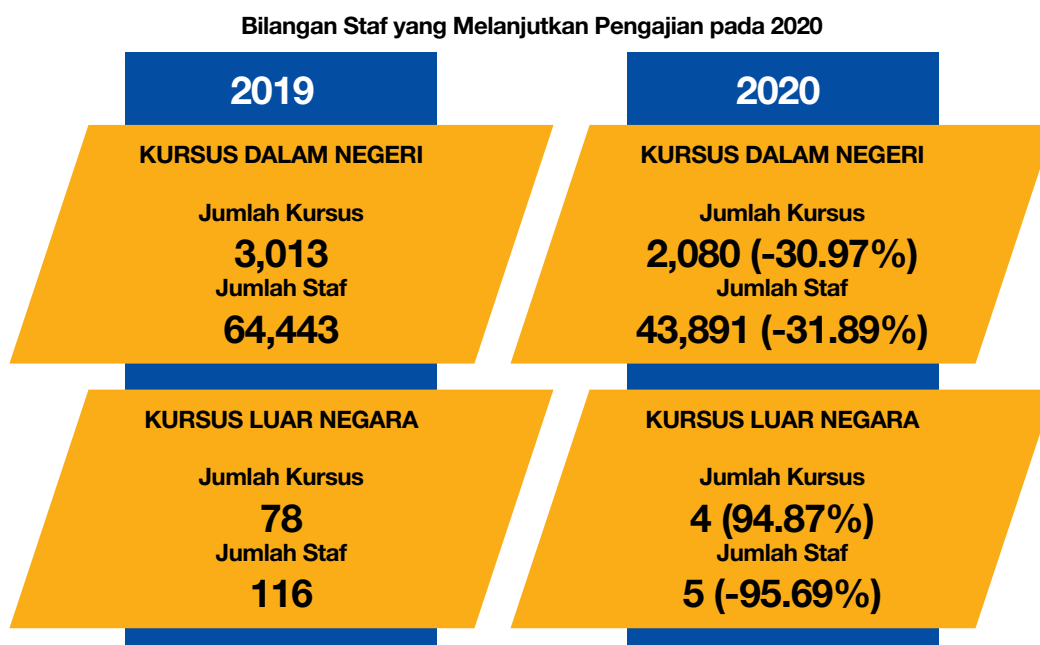 Bilangan Staf yang Melanjutkan Pengajian pada 2020
2019
KURSUS DALAM NEGERI
Jumlah Kursus
3,013
Jumlah Staf
64,443
KURSUS LUAR NEGARA
Jumlah Kursus
78
Jumlah Staf
116
2020
KURSUS DALAM NEGERI
Jumlah Kursus
2,080 (-30.97%)
Jumlah Staf
43,891 (-31.89%)
KURSUS LUAR NEGARA
Jumlah Kursus
4 (94.87%)
Jumlah Staf
5 (-95.69%)